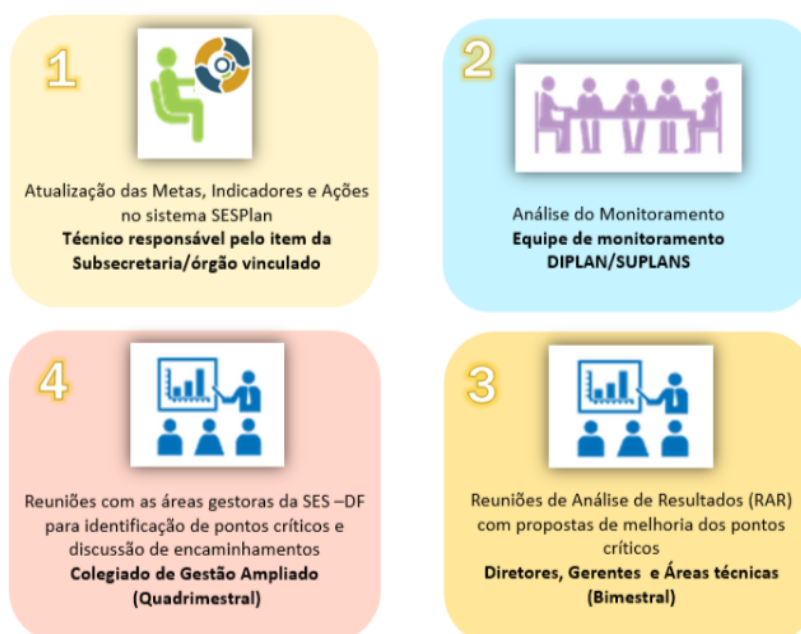 1
Atualização das Metas, Indicadores e Ações
no sistema SESPlan
Técnico responsável pelo item da
Subsecretaria/órgão vinculado
2
Análise do Monitoramento
Equipe de monitoramento
DIPLAN/SUPLANS
3
Reuniões de Análise de Resultados (RAR)
com propostas de melhoria dos pontos
críticos
Diretores, Gerentes e Áreas técnicas
(Bimestral)
4
Reuniões com as áreas gestoras da SES –DF
para identificação de pontos críticos e
discussão de encaminhamentos
Colegiado de Gestão Ampliado
(Quadrimestral)